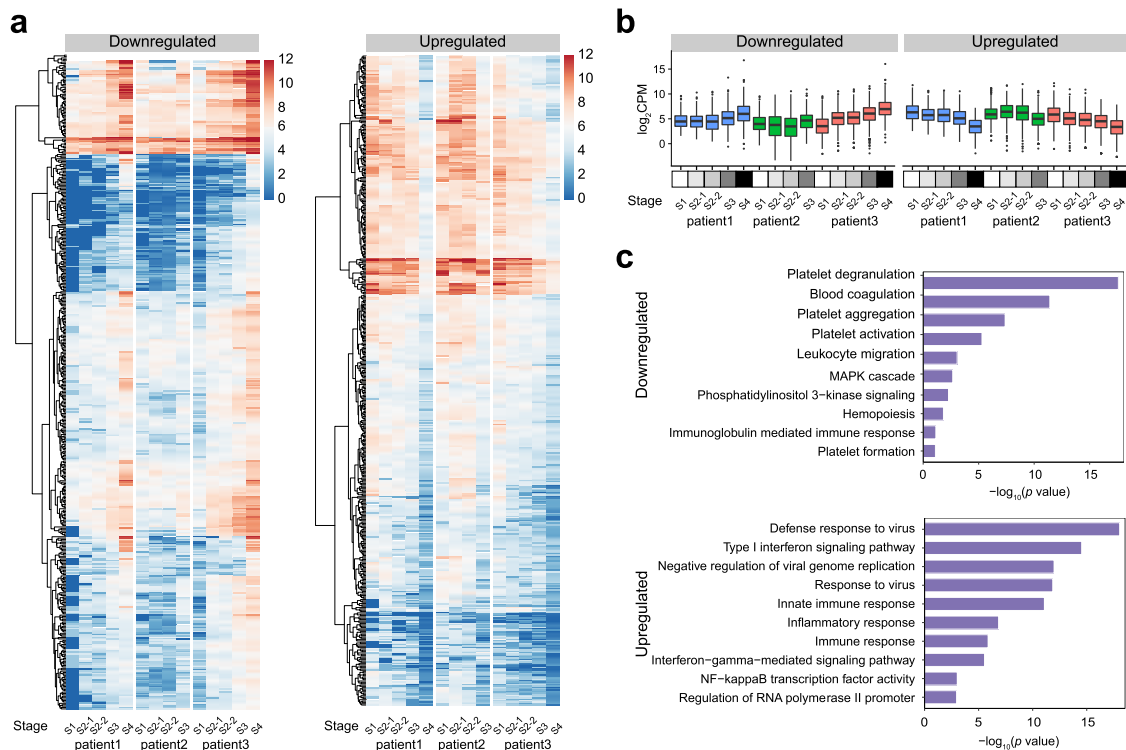 a
Downregulated
Upregulated
12
10
8
6
4
2
0
12
10
8
6
4
2
0
Stage
S1 S2-1 S2-2 S3 S4 S1 S2-1 S2-2 S3 S1 S2-1 S2-2 S3 S4
patient1 patient2 patient3
S1 S2-1 S2-2 S3 S4 S1 S2-1 S2-2 S3 S1 S2-1 S2-2 S3 S4
patient1 patient2 patient3
b
Downregulated
Upregulated
log2CPM
15
10
5
0
Stage
S1 S2-1 S2-2 S3 S4 S1 S2-1 S2-2 S3 S1 S2-1 S2-2 S3 S4
patient1 patient2 patient3
S1 S2-1 S2-2 S3 S4 S1 S2-1 S2-2 S3 S1 S2-1 S2-2 S3 S4
patient1 patient2 patient3
c
Downregulated
Platelet degranulation
Blood coagulation
Platelet aggregation
Platelet activation
Leukocyte migration
MAPK cascade
Phosphatidylinositol 3−kinase signaling
Hemopoiesis
Immunoglobulin mediated immune response
Platelet formation
0 5 10 15
−log10(p value)
Upregulated
Defense response to virus
Type I interferon signaling pathway
Negative regulation of viral genome replication
Response to virus
Innate immune response
Inflammatory response
Immune response
Interferon−gamma−mediated signaling pathway
NF−kappaB transcription factor activity
Regulation of RNA polymerase II promoter
0 5 10 15
−log10(p value)